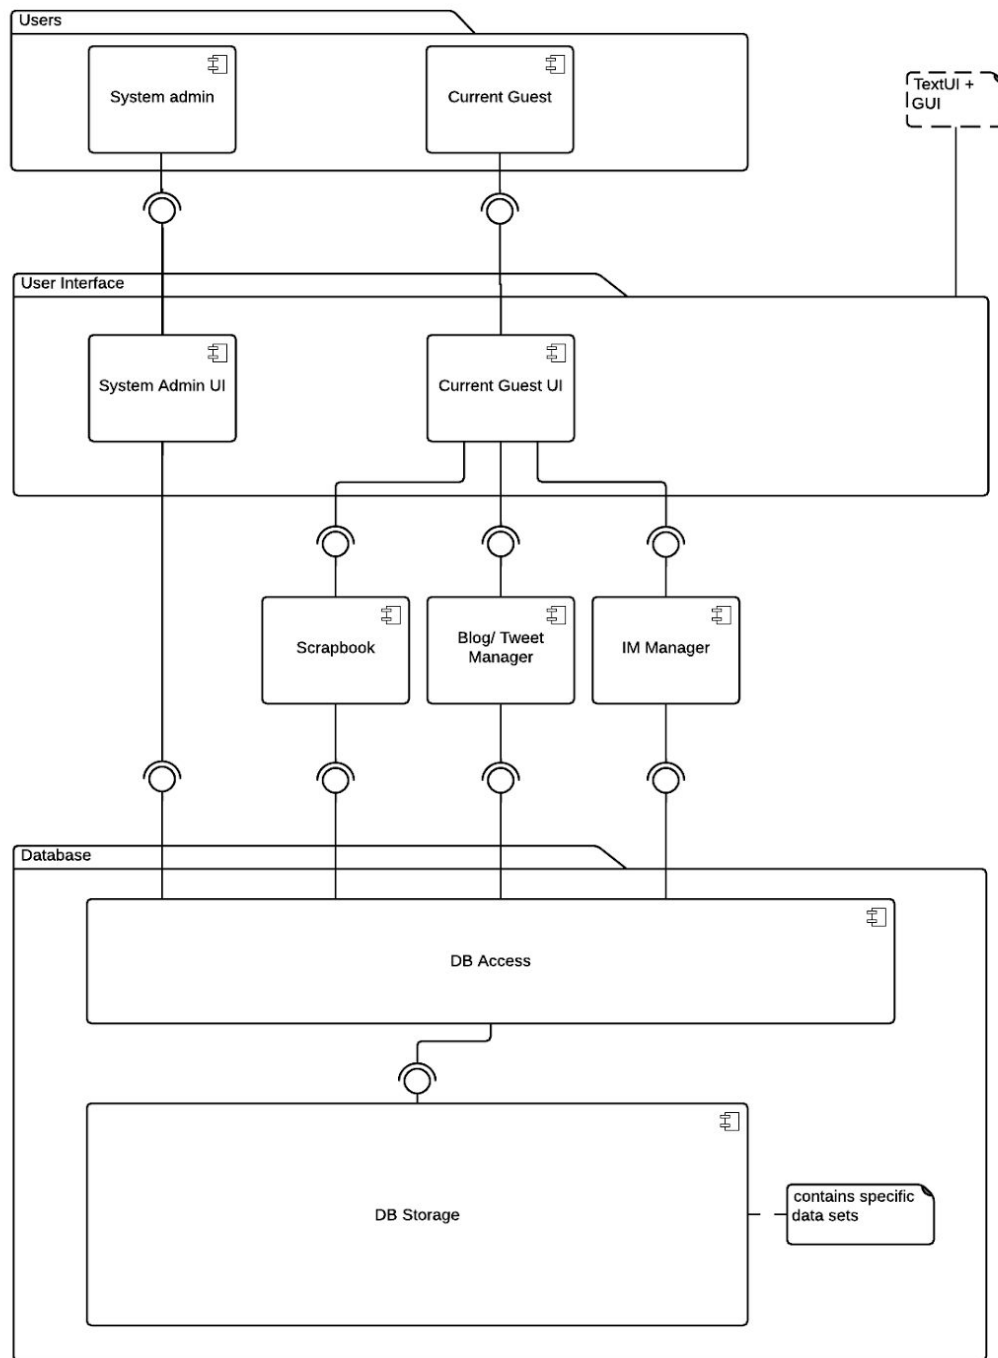 Users
System admin
Current Guest
TextUI +
GUI
User Interface
System Admin UI
Current Guest UI
Scrapbook
Blog/ Tweet
Manager
IM Manager
Database
DB Access
DB Storage
contains specific
data sets